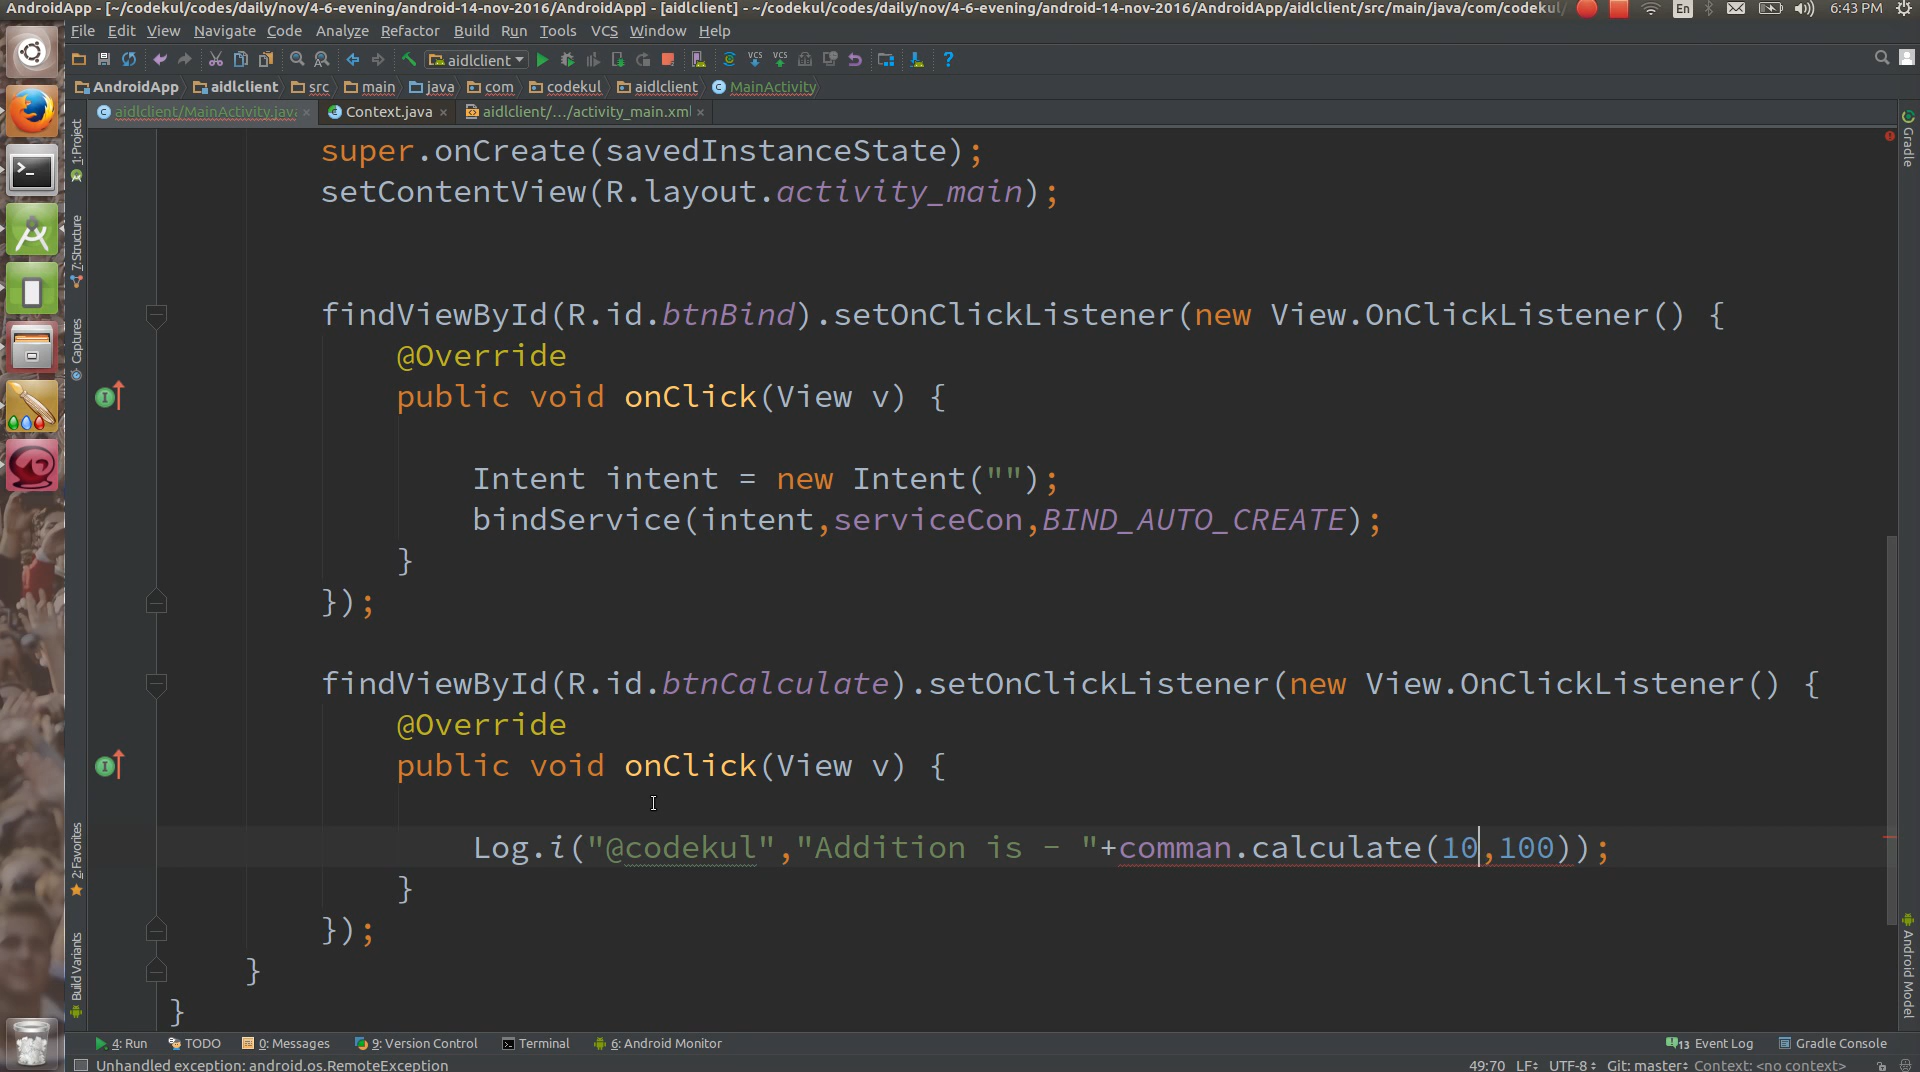 AndroidApp - [~/codekul/codes/daily/nov/4-6-evening/android-14-nov-2016/AndroidApp] - [aidlclient] - ~/codekul/codes/daily/nov/4-6-evening/android-14-nov-2016/AndroidApp/aidlclient/src/main/java/com/codekul/
En
6:43 PM
File Edit View Navigate Code Analyze Refactor Build Run Tools VCS Window Help
aidlclient
VCS VCS
AndroidApp aidlclient src main java com codekul aidlclient MainActivity
aidlclient/MainActivity.java Context.java aidlclient/.../activity_main.xml
1: Project
7: Structure
Captures
2: Favorites
Build Variants
Gradle
Android Model
super.onCreate(savedInstanceState);
setContentView(R.layout.activity_main);
findViewById(R.id.btnBind).setOnClickListener(new View.OnClickListener() {
@Override
public void onClick(View v) {
Intent intent = new Intent("");
bindService(intent,serviceCon,BIND_AUTO_CREATE);
}
});
findViewById(R.id.btnCalculate).setOnClickListener(new View.OnClickListener() {
@Override
public void onClick(View v) {
Log.i("@codekul","Addition is - "+comman.calculate(10,100));
}
});
}
}
4: Run TODO 0: Messages 9: Version Control Terminal 6: Android Monitor 13 Event Log Gradle Console
Unhandled exception: android.os.RemoteException 49:70 LF UTF-8 Git: master Context: <no context>